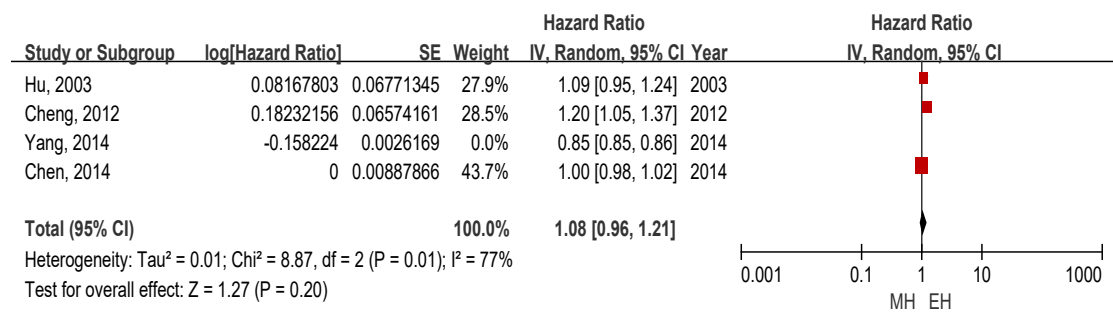 Hazard Ratio Hazard Ratio
Study or Subgroup log[Hazard Ratio] SE Weight IV, Random, 95% CI Year IV, Random, 95% CI
Hu, 2003 0.08167803 0.06771345 27.9% 1.09 [0.95, 1.24] 2003
Cheng, 2012 0.18232156 0.06574161 28.5% 1.20 [1.05, 1.37] 2012
Yang, 2014 -0.158224 0.0026169 0.0% 0.85 [0.85, 0.86] 2014
Chen, 2014 0 0.00887866 43.7% 1.00 [0.98, 1.02] 2014
Total (95% CI) 100.0% 1.08 [0.96, 1.21]
Heterogeneity: Tau² = 0.01; Chi² = 8.87, df = 2 (P = 0.01); I² = 77%
Test for overall effect: Z = 1.27 (P = 0.20)
0.001 0.1 1 10 1000
MH EH